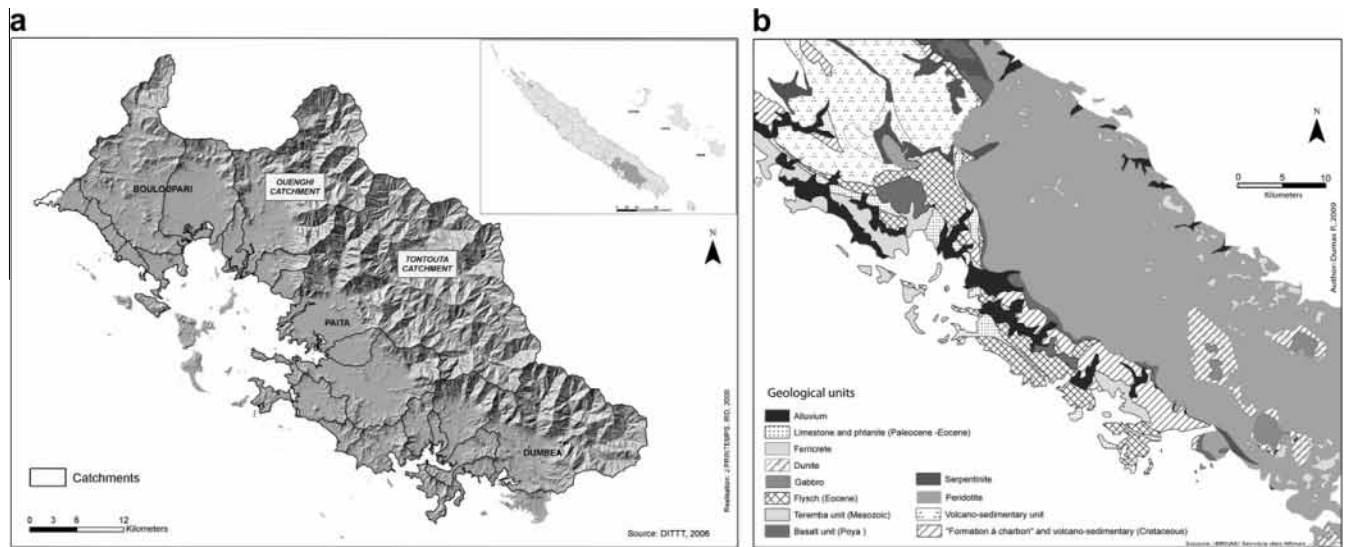 a
BOULOUPARI
OUENGHI
CATCHMENT
TONTOUTA
CATCHMENT
PAITA
DUMBEA
N
Catchments
0 3 6 12
Kilometers
Source: DITTT, 2006
b
N
0 5 10
Kilometers
Author: Dumas P., 2009
Geological units
Alluvium
Limestone and phtanite (Paleocene -Eocene)
Ferricrete
Dunite
Gabbro
Flysch (Eocene)
Teremba unit (Mesozoic)
Basalt unit (Poya )
Serpentinite
Peridotite
Volcano-sedimentary unit
"Formation à charbon" and volcano-sedimentary (Cretaceous)